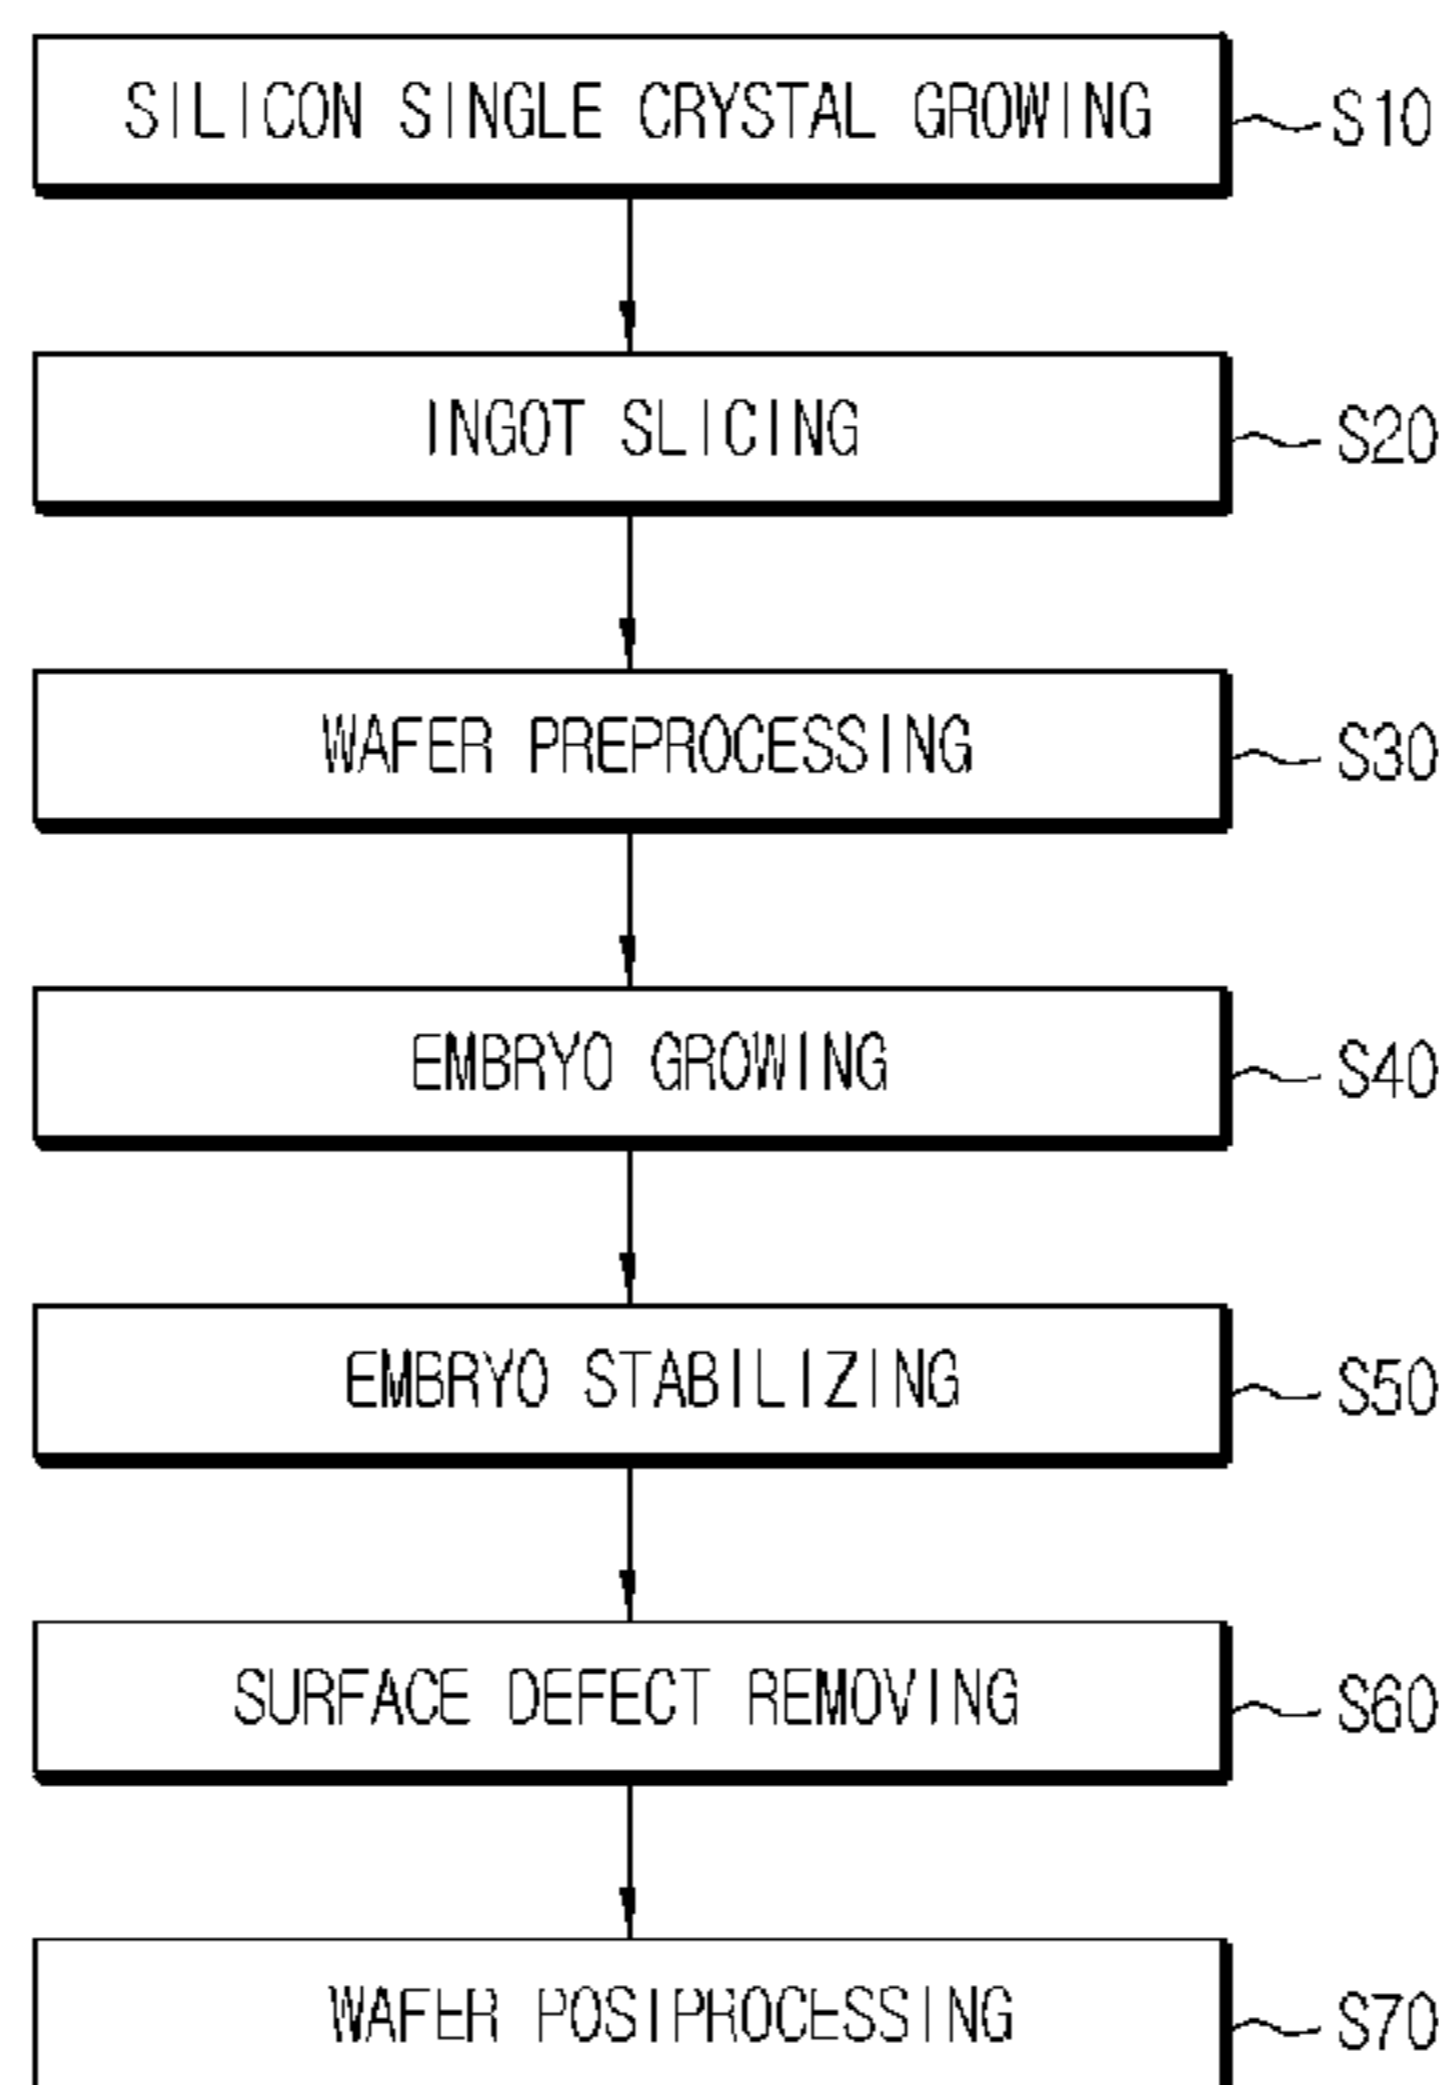 SILICON SINGLE CRYSTAL GROWING S10
INGOT SLICING S20
WAFER PREPROCESSING S30
EMBRYO GROWING S40
EMBRYO STABILIZING S50
SURFACE DEFECT REMOVING S60
WAFER POSTPROCESSING S70